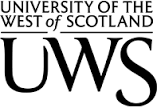 UNIVERSITY OF THE
WEST of SCOTLAND
UWS